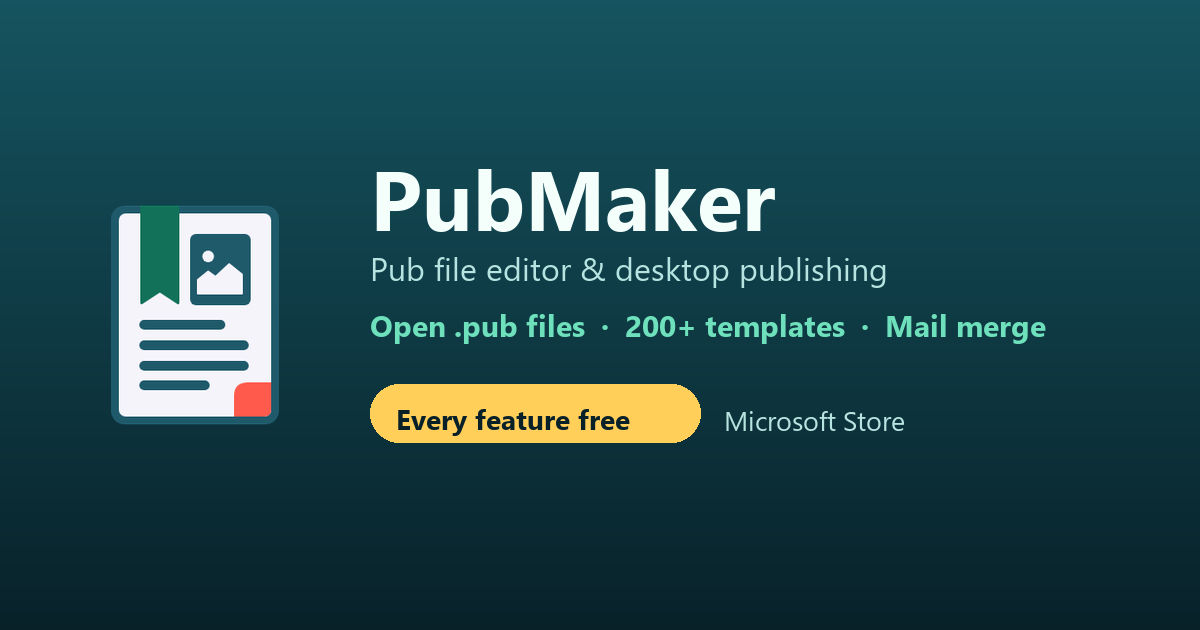 PubMaker
Pub file editor & desktop publishing
Open .pub files · 200+ templates · Mail merge
Every feature free
Microsoft Store